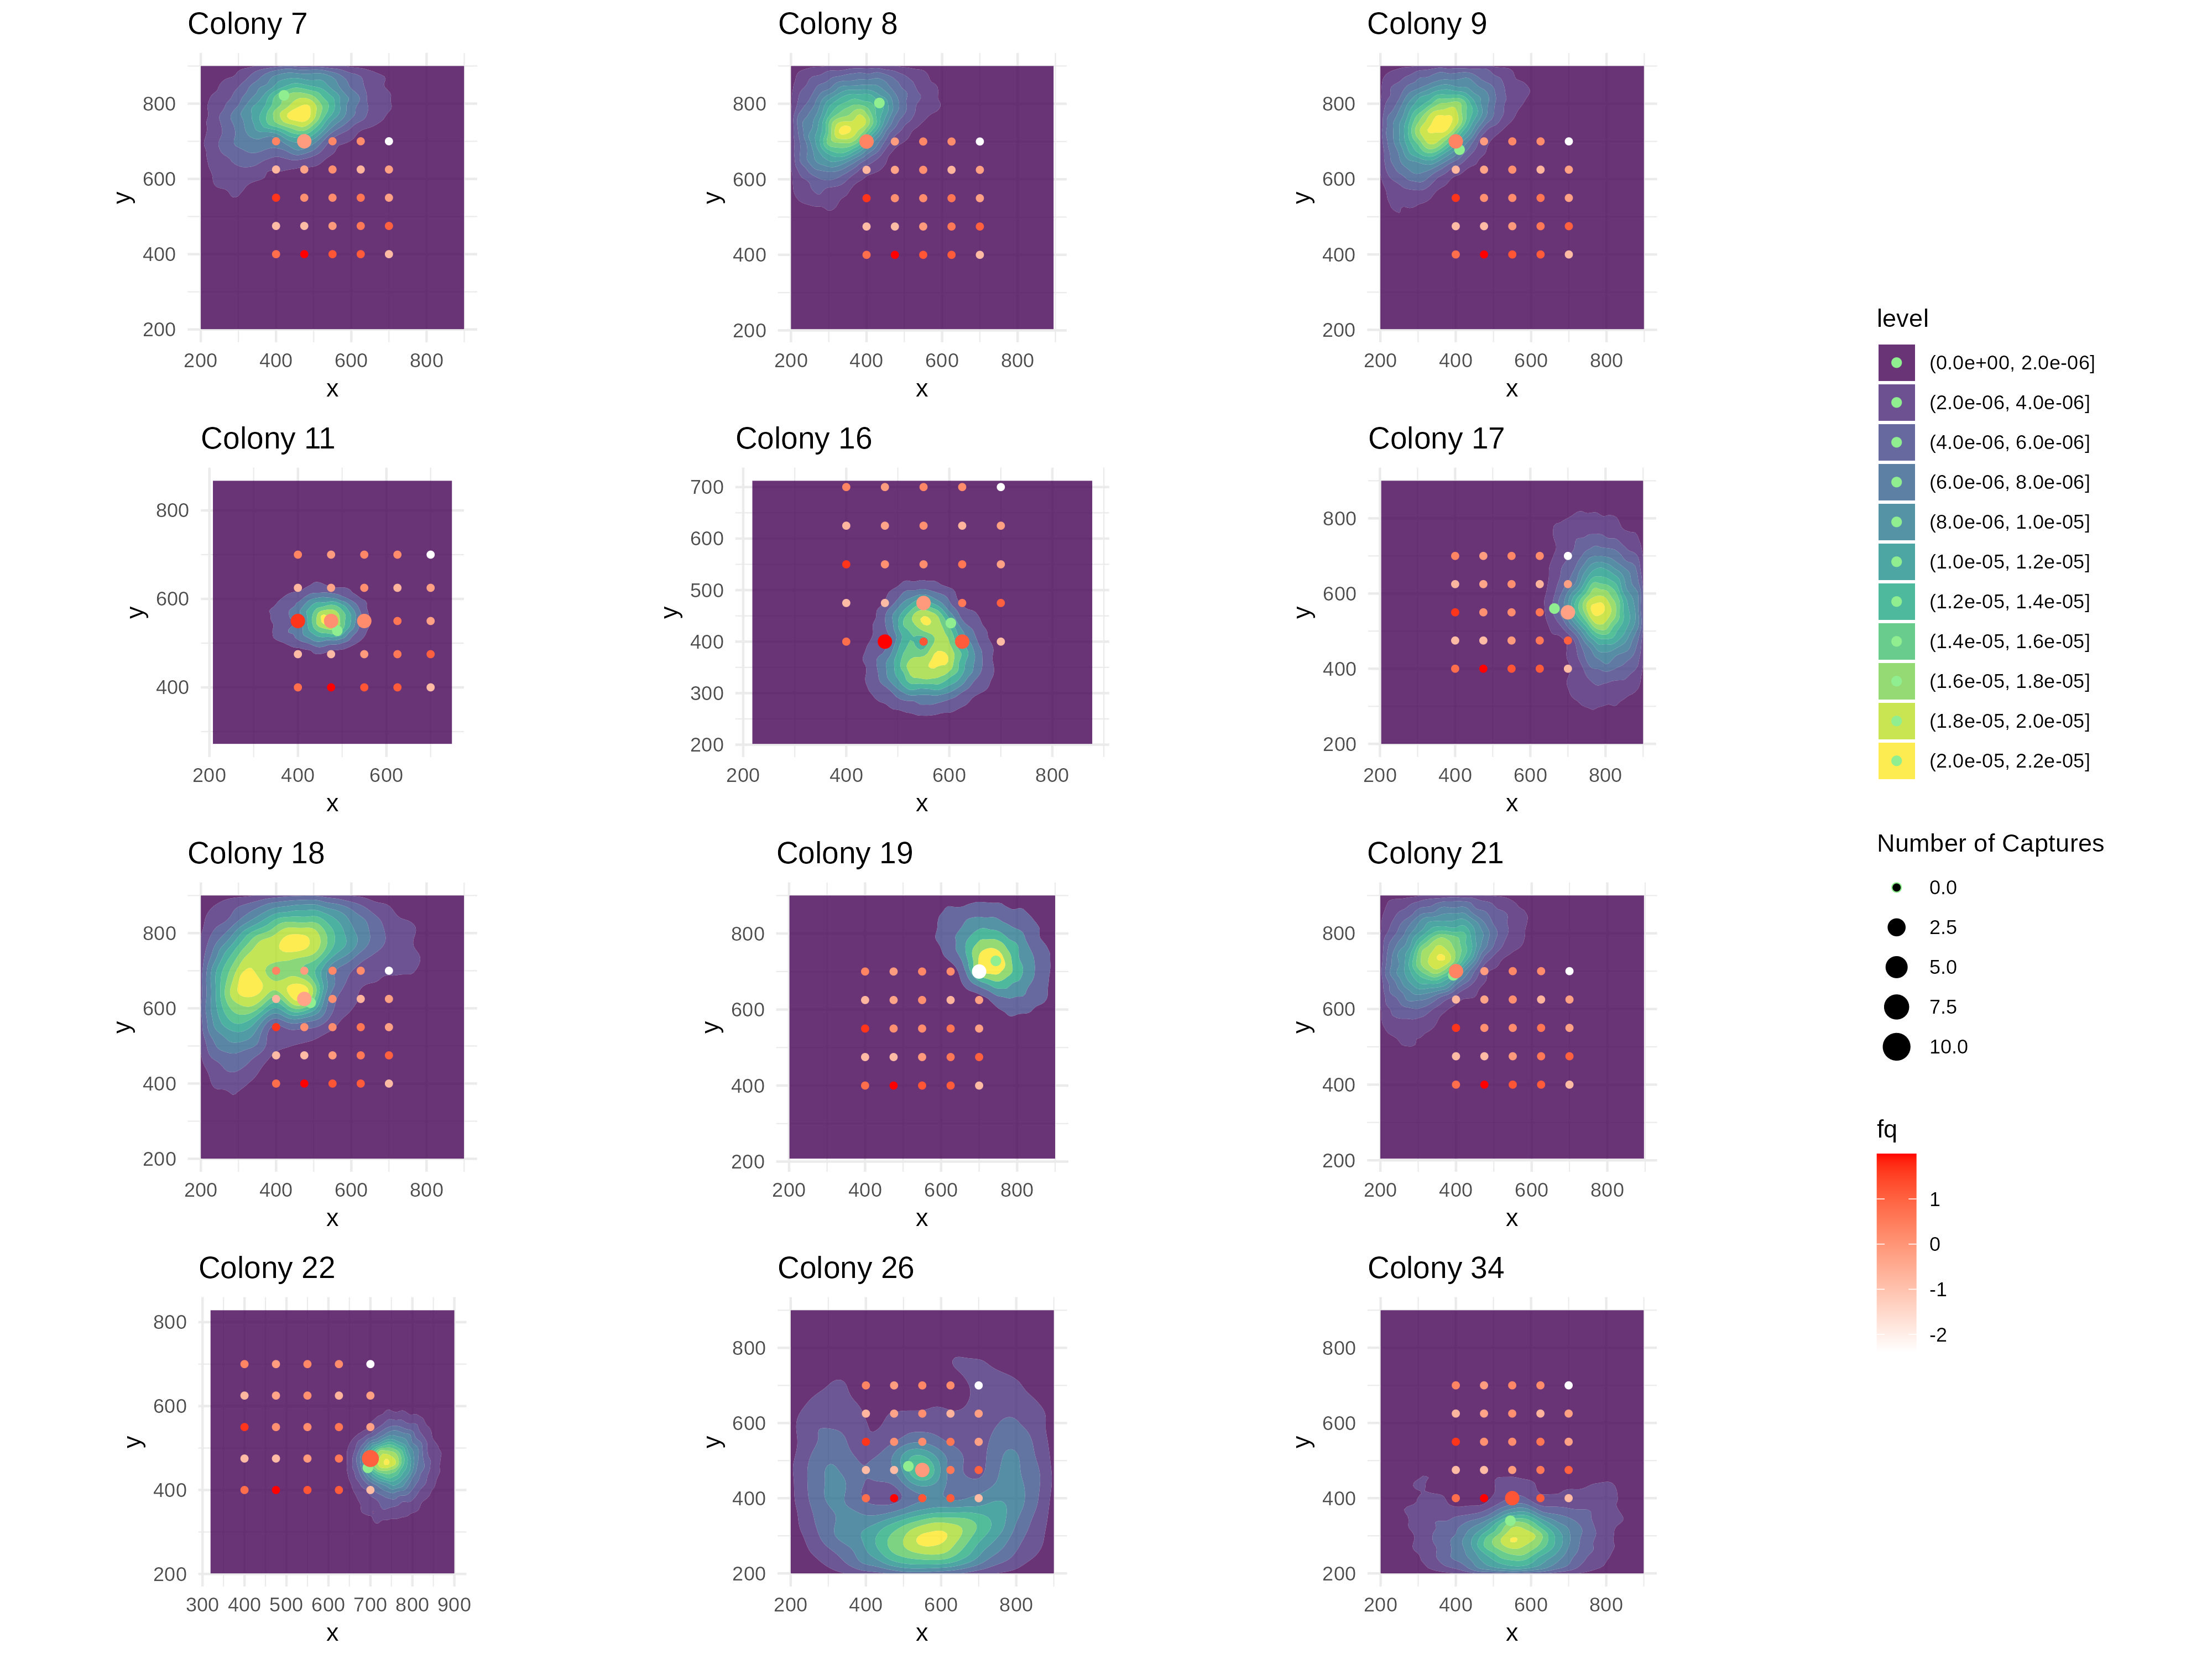 Colony 7
800
600
400
200
200 400 600 800
y
x
Colony 8
800
600
400
200
200 400 600 800
y
x
Colony 9
800
600
400
200
200 400 600 800
y
x
Colony 11
800
600
400
200 400 600
y
x
Colony 16
700
600
500
400
300
200
200 400 600 800
y
x
Colony 17
800
600
400
200
200 400 600 800
y
x
Colony 18
800
600
400
200
200 400 600 800
y
x
Colony 19
800
600
400
200
200 400 600 800
y
x
Colony 21
800
600
400
200
200 400 600 800
y
x
Colony 22
800
600
400
200
300 400 500 600 700 800 900
y
x
Colony 26
800
600
400
200
200 400 600 800
y
x
Colony 34
800
600
400
200
200 400 600 800
y
x
level
(0.0e+00, 2.0e-06]
(2.0e-06, 4.0e-06]
(4.0e-06, 6.0e-06]
(6.0e-06, 8.0e-06]
(8.0e-06, 1.0e-05]
(1.0e-05, 1.2e-05]
(1.2e-05, 1.4e-05]
(1.4e-05, 1.6e-05]
(1.6e-05, 1.8e-05]
(1.8e-05, 2.0e-05]
(2.0e-05, 2.2e-05]
Number of Captures
0.0
2.5
5.0
7.5
10.0
fq
1
0
-1
-2